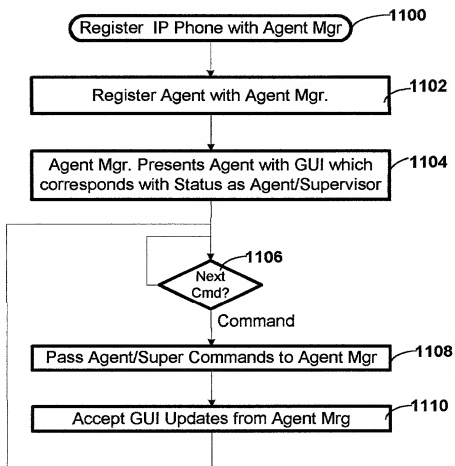 Register IP Phone with Agent Mgr
1100
Register Agent with Agent Mgr.
1102
Agent Mgr. Presents Agent with GUI which
corresponds with Status as Agent/Supervisor
1104
1106
Next
Cmd?
Command
Pass Agent/Super Commands to Agent Mgr
1108
Accept GUI Updates from Agent Mrg
1110